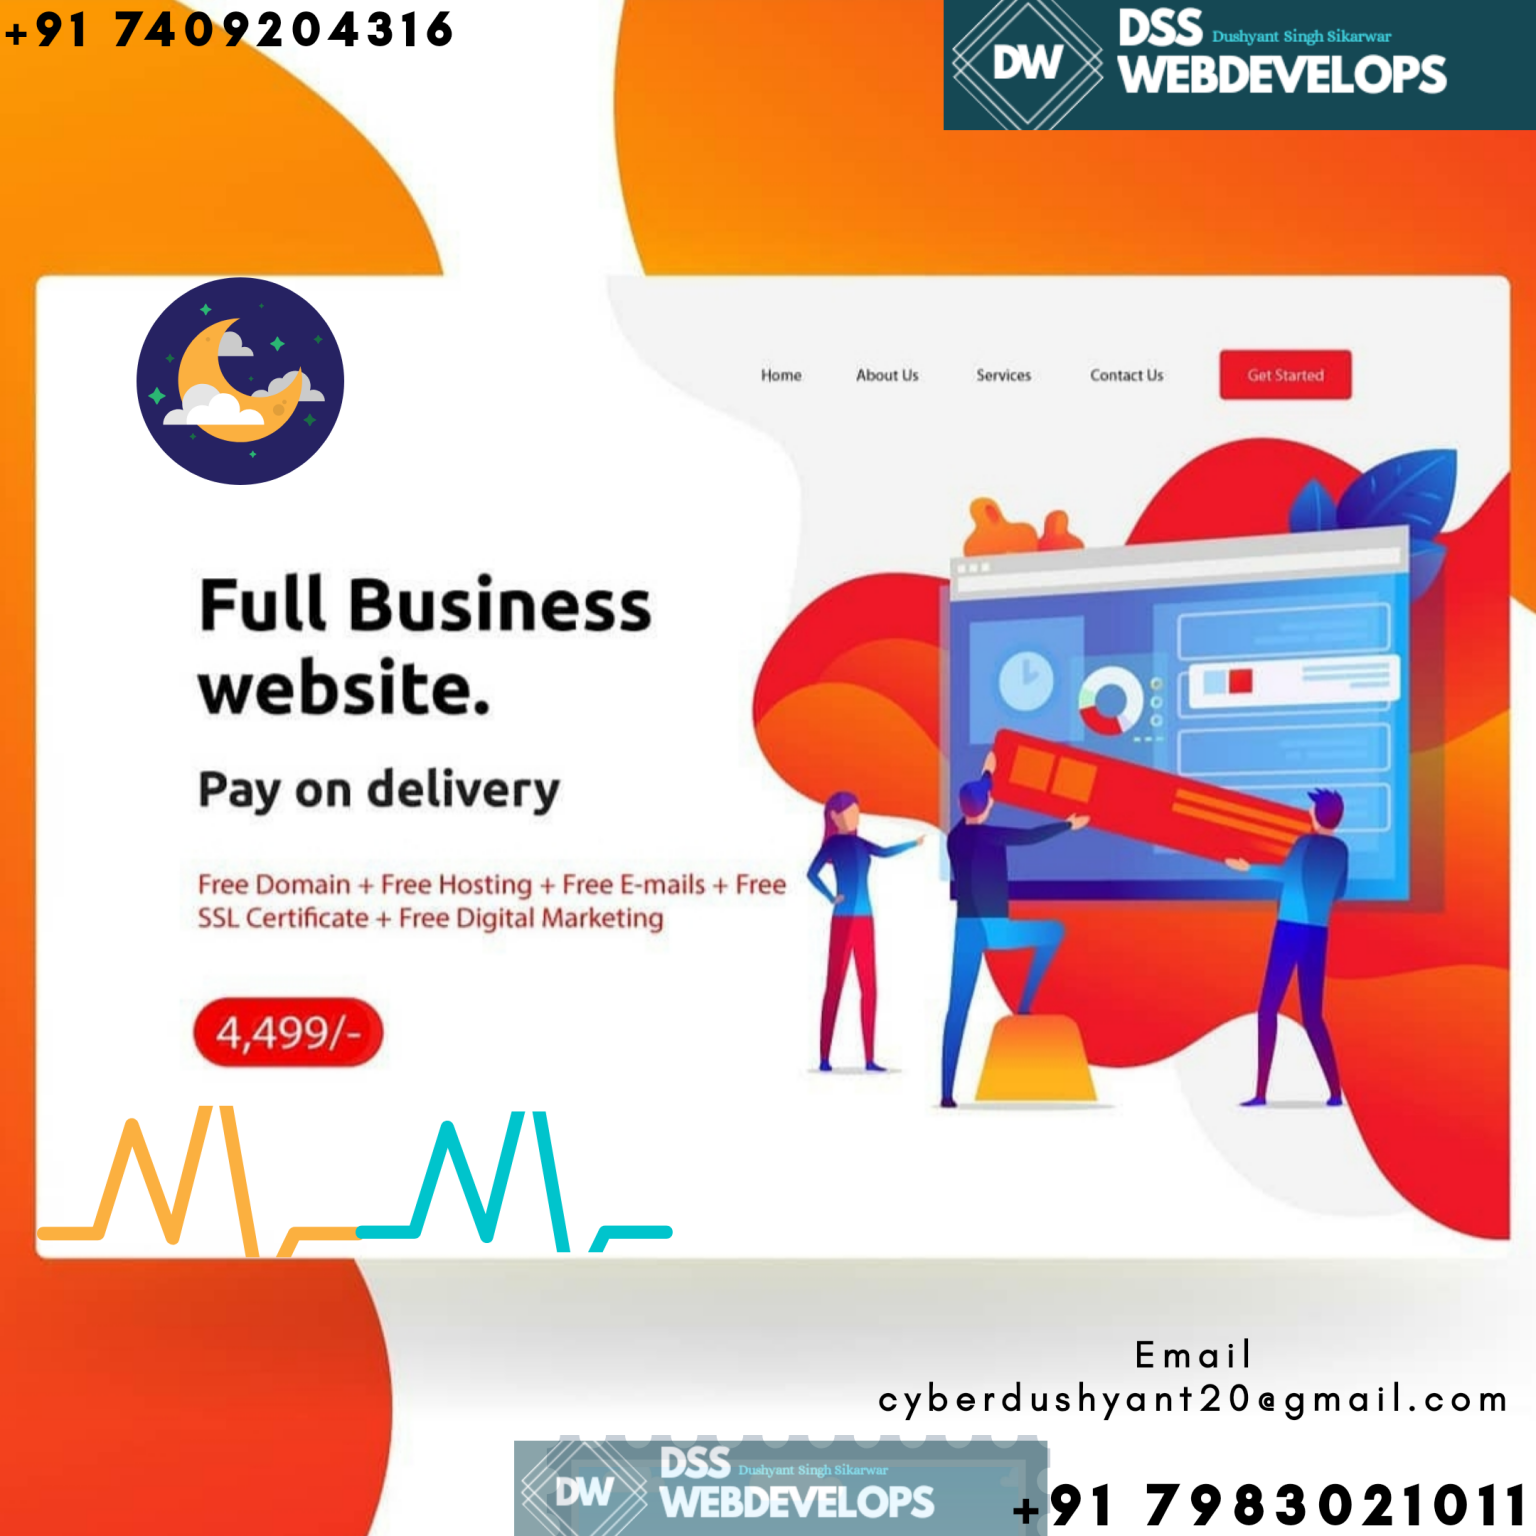 +91 7409204316
DW
DSS Dushyant Singh Sikarwar
WEBDEVELOPS
Home About Us Services Contact Us Get Started
Full Business
website.
Pay on delivery
Free Domain + Free Hosting + Free E-mails + Free
SSL Certificate + Free Digital Marketing
4,499/-
Email
cyberdushyant20@gmail.com
DW
DSS Dushyant Singh Sikarwar
WEBDEVELOPS
+91 7983021011